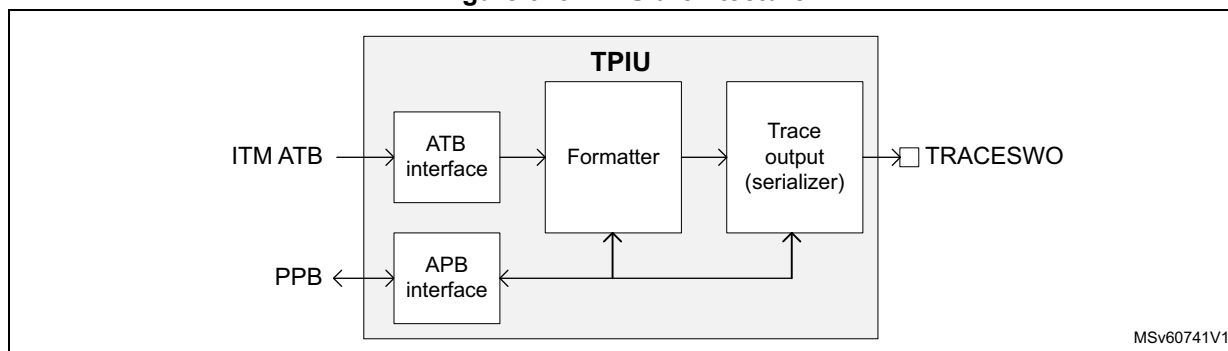 TPIU
ITM ATB
ATB
interface
Formatter
Trace
output
(serializer)
TRACESWO
PPB
APB
interface
MSv60741V1